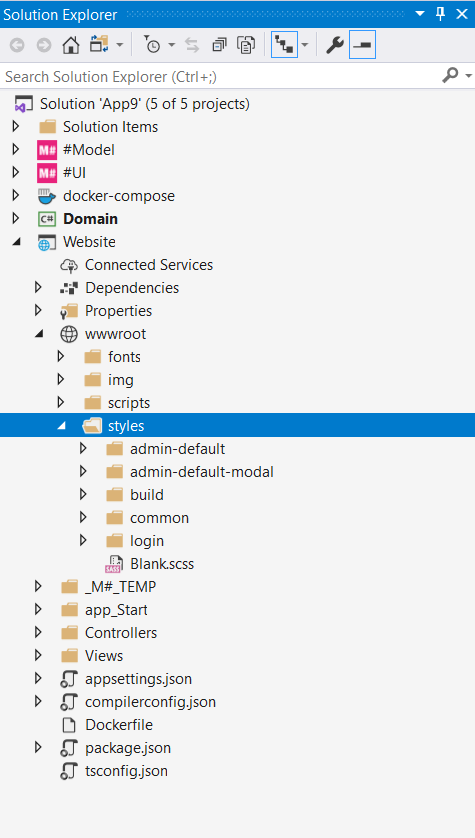 Solution Explorer
Search Solution Explorer (Ctrl+;)
Solution 'App9' (5 of 5 projects)
Solution Items
M# #Model
M# #UI
docker-compose
C# Domain
Website
Connected Services
Dependencies
Properties
wwwroot
fonts
img
scripts
styles
admin-default
admin-default-modal
build
common
login
SASS Blank.scss
_M#_TEMP
app_Start
Controllers
Views
appsettings.json
compilerconfig.json
Dockerfile
package.json
tsconfig.json